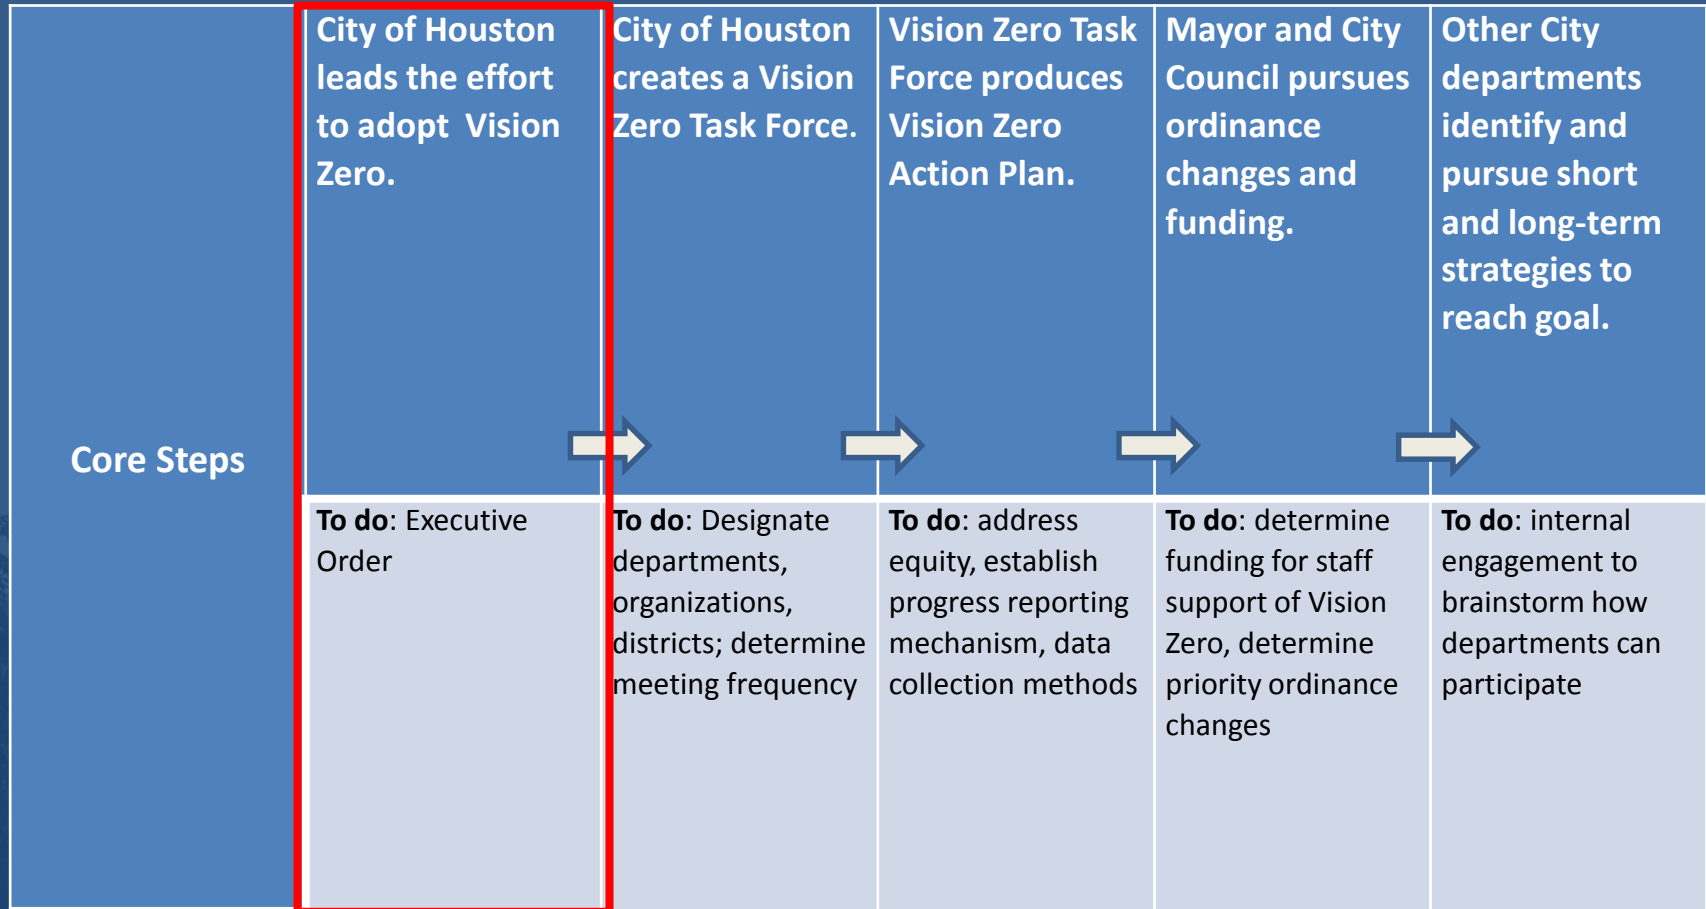 Core Steps
City of Houston
leads the effort
to adopt Vision
Zero.
City of Houston
creates a Vision
Zero Task Force.
Vision Zero Task
Force produces
Vision Zero
Action Plan.
Mayor and City
Council pursues
ordinance
changes and
funding.
Other City
departments
identify and
pursue short
and long-term
strategies to
reach goal.
To do: Executive
Order
To do: Designate
departments,
organizations,
districts; determine
meeting frequency
To do: address
equity, establish
progress reporting
mechanism, data
collection methods
To do: determine
funding for staff
support of Vision
Zero, determine
priority ordinance
changes
To do: internal
engagement to
brainstorm how
departments can
participate